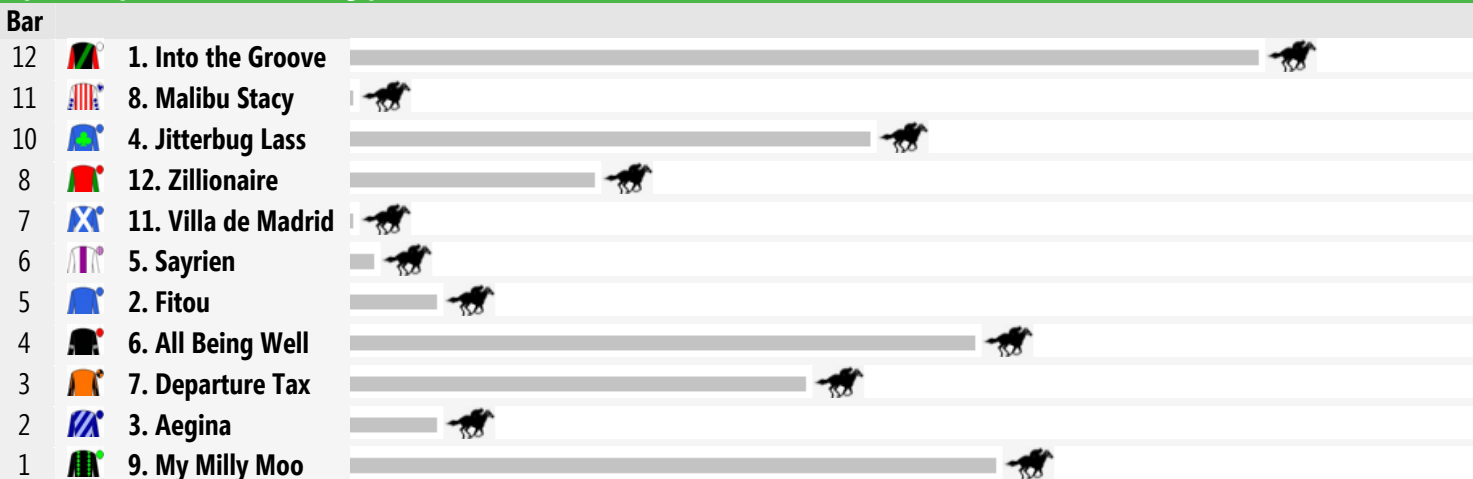 Bar
12 1. Into the Groove
11 8. Malibu Stacy
10 4. Jitterbug Lass
8 12. Zillionaire
7 11. Villa de Madrid
6 5. Sayrien
5 2. Fitou
4 6. All Being Well
3 7. Departure Tax
2 3. Aegina
1 9. My Milly Moo